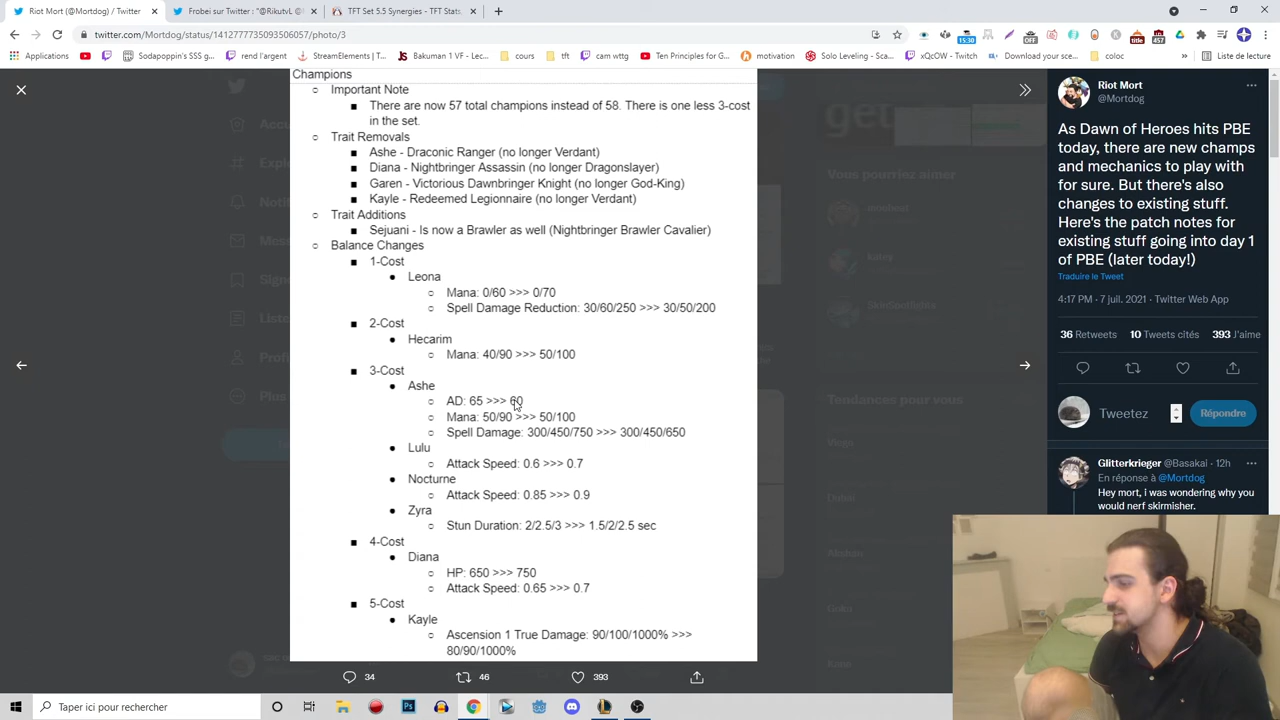 Riot Mort (@Mortdog) / Twitter
Frobei sur Twitter : "@RikutvL @
TFT Set 5.5 Synergies - TFT Stats,
twitter.com/Mortdog/status/1412777735093506057/photo/3
Applications
Sodapoppin's SSS g...
rend l'argent
StreamElements | T...
Bakuman 1 VF - Lec...
cours
tft
cam wttg
Ten Principles for G...
motivation
Solo Leveling - Sca...
xQcOW - Twitch
Download your sce...
coloc
Liste de lecture
15:30
OFF
title
457
Champions
Important Note
There are now 57 total champions instead of 58. There is one less 3-cost
in the set.
Trait Removals
Ashe - Draconic Ranger (no longer Verdant)
Diana - Nightbringer Assassin (no longer Dragonslayer)
Garen - Victorious Dawnbringer Knight (no longer God-King)
Kayle - Redeemed Legionnaire (no longer Verdant)
Trait Additions
Sejuani - Is now a Brawler as well (Nightbringer Brawler Cavalier)
Balance Changes
1-Cost
Leona
Mana: 0/60 >>> 0/70
Spell Damage Reduction: 30/60/250 >>> 30/50/200
2-Cost
Hecarim
Mana: 40/90 >>> 50/100
3-Cost
Ashe
AD: 65 >>> 60
Mana: 50/90 >>> 50/100
Spell Damage: 300/450/750 >>> 300/450/650
Lulu
Attack Speed: 0.6 >>> 0.7
Nocturne
Attack Speed: 0.85 >>> 0.9
Zyra
Stun Duration: 2/2.5/3 >>> 1.5/2/2.5 sec
4-Cost
Diana
HP: 650 >>> 750
Attack Speed: 0.65 >>> 0.7
5-Cost
Kayle
Ascension 1 True Damage: 90/100/1000% >>>
80/90/1000%
34
46
393
get
Vous pourriez aimer
Tendances pour vous
Riot Mort
@Mortdog
As Dawn of Heroes hits PBE
today, there are new champs
and mechanics to play with
for sure. But there's also
changes to existing stuff.
Here's the patch notes for
existing stuff going into day 1
of PBE (later today!)
Traduire le Tweet
4:17 PM · 7 juil. 2021 · Twitter Web App
36 Retweets 10 Tweets cités 393 J'aime
Tweetez
Répondre
Glitterkrieger @Basakai · 12h
En réponse à @Mortdog
Hey mort, i was wondering why you
would nerf skirmisher.
Taper ici pour rechercher